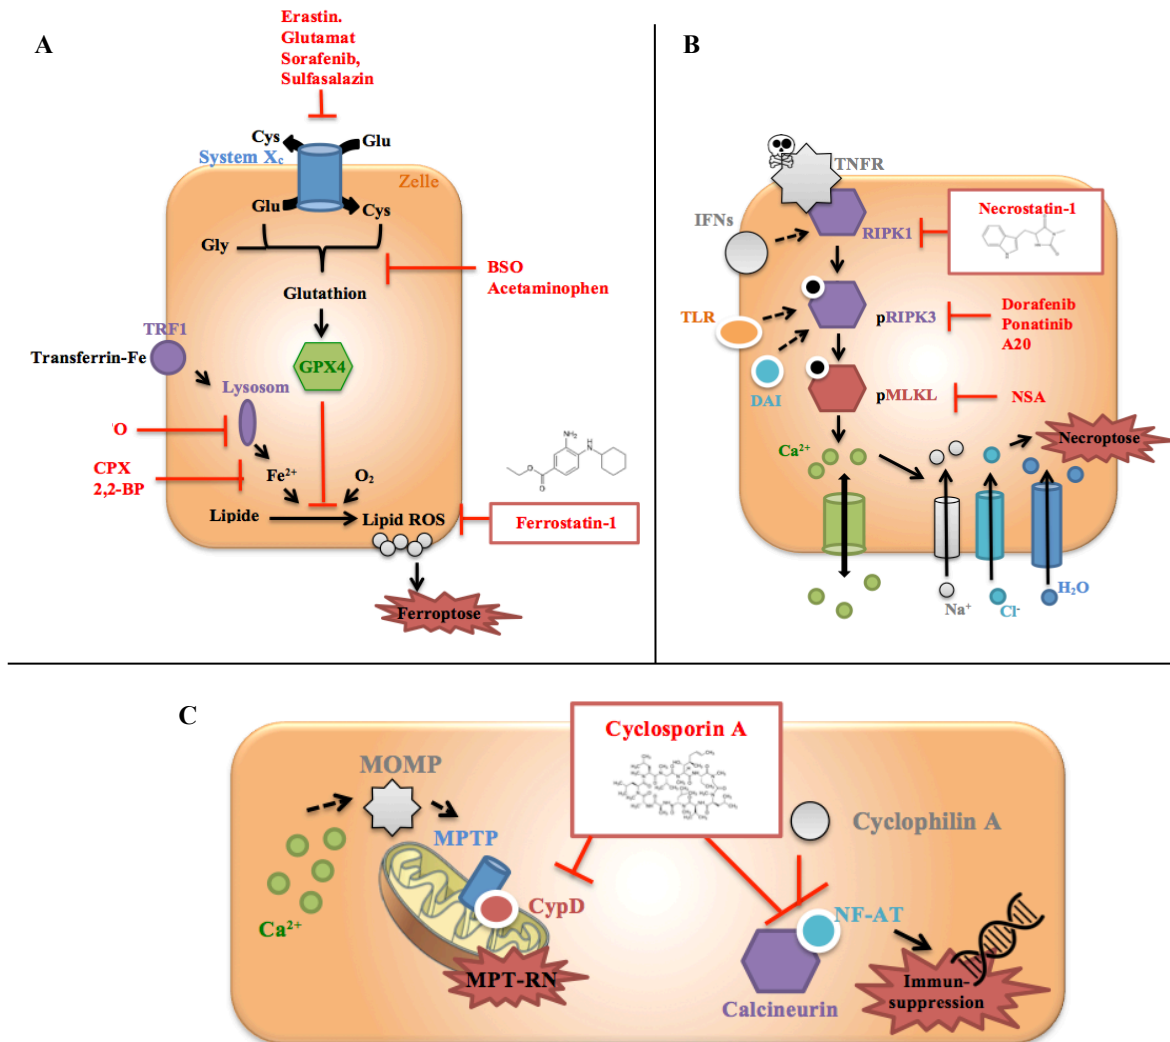 A
Erastin.
Glutamat
Sorafenib,
Sulfasalazin
Cys
Glu
System Xc
Zelle
Glu
Cys
Gly
BSO
Acetaminophen
Glutathion
TRF1
Transferrin-Fe
GPX4
Lysosom
'O
CPX
2,2-BP
Fe²⁺
O₂
NH₂
Lipide
Lipid ROS
Ferrostatin-1
Ferroptose
B
TNFR
IFNs
RIPK1
Necrostatin-1
TLR
pRIPK3
Dorafenib
Ponatinib
A20
DAI
pMLKL
NSA
Ca²⁺
Necroptose
Na⁺
Cl⁻
H₂O
C
Cyclosporin A
MOMP
MPTP
Cyclophilin A
CypD
NF-AT
Ca²⁺
MPT-RN
Calcineurin
Immun-
suppression